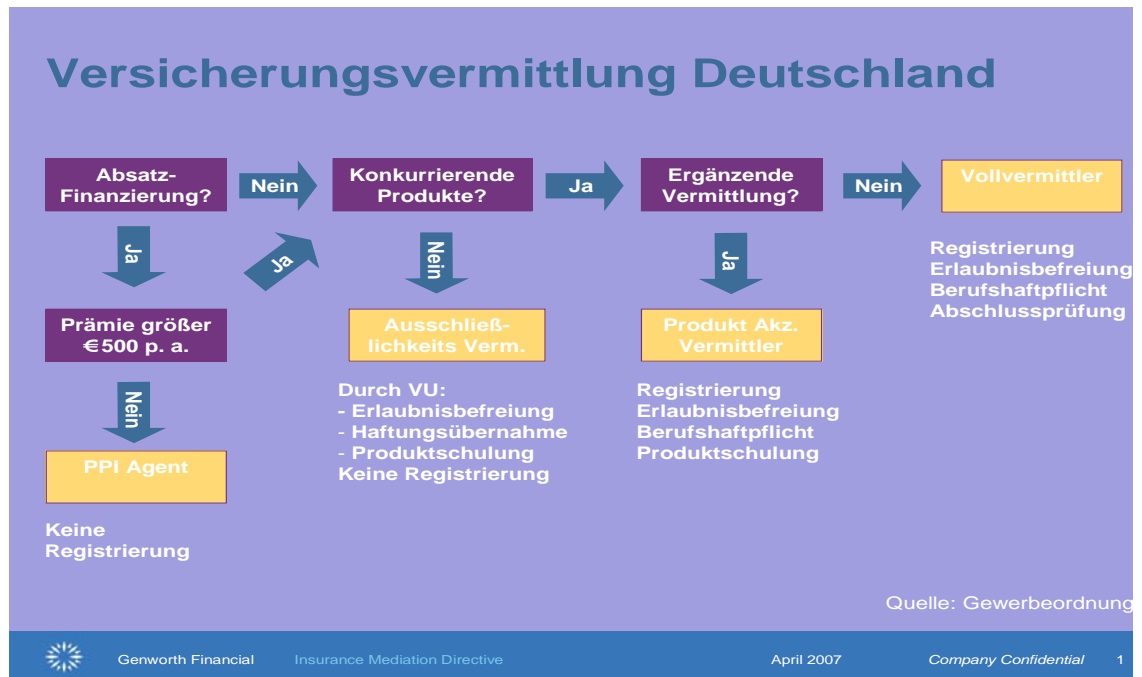 Versicherungsvermittlung Deutschland
Absatz-
Finanzierung?
Nein
Konkurrierende
Produkte?
Ja
Ergänzende
Vermittlung?
Nein
Vollvermittler
Ja
Ja
Nein
Ja
Registrierung
Erlaubnisbefreiung
Berufshaftpflicht
Abschlussprüfung
Prämie größer
€500 p. a.
Ausschließ-
lichkeits Verm.
Produkt Akz.
Vermittler
Nein
Durch VU:
- Erlaubnisbefreiung
- Haftungsübernahme
- Produktschulung
Keine Registrierung
Registrierung
Erlaubnisbefreiung
Berufshaftpflicht
Produktschulung
PPI Agent
Keine
Registrierung
Quelle: Gewerbeordnung
Genworth Financial Insurance Mediation Directive April 2007 Company Confidential 1